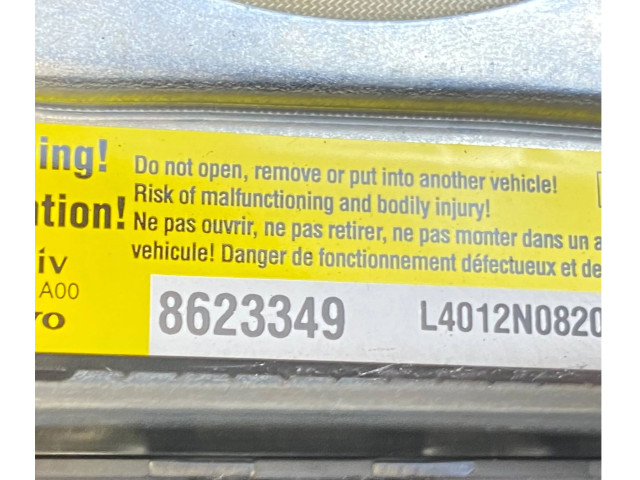 ing! Do not open, remove or put into another vehicle!
Risk of malfunctioning and bodily injury!
tion! Ne pas ouvrir, ne pas retirer, ne pas monter dans un a
vehicule! Danger de fonctionnement défectueux et de
iv
A00
vo
8623349 L4012N0820